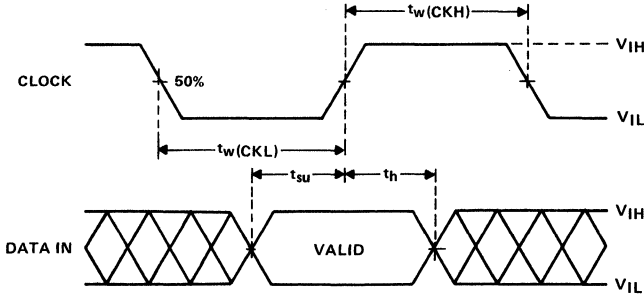 tw(CKH)
VIH
CLOCK
50%
VIL
tw(CKL)
tsu
th
VIH
DATA IN
VALID
VIL